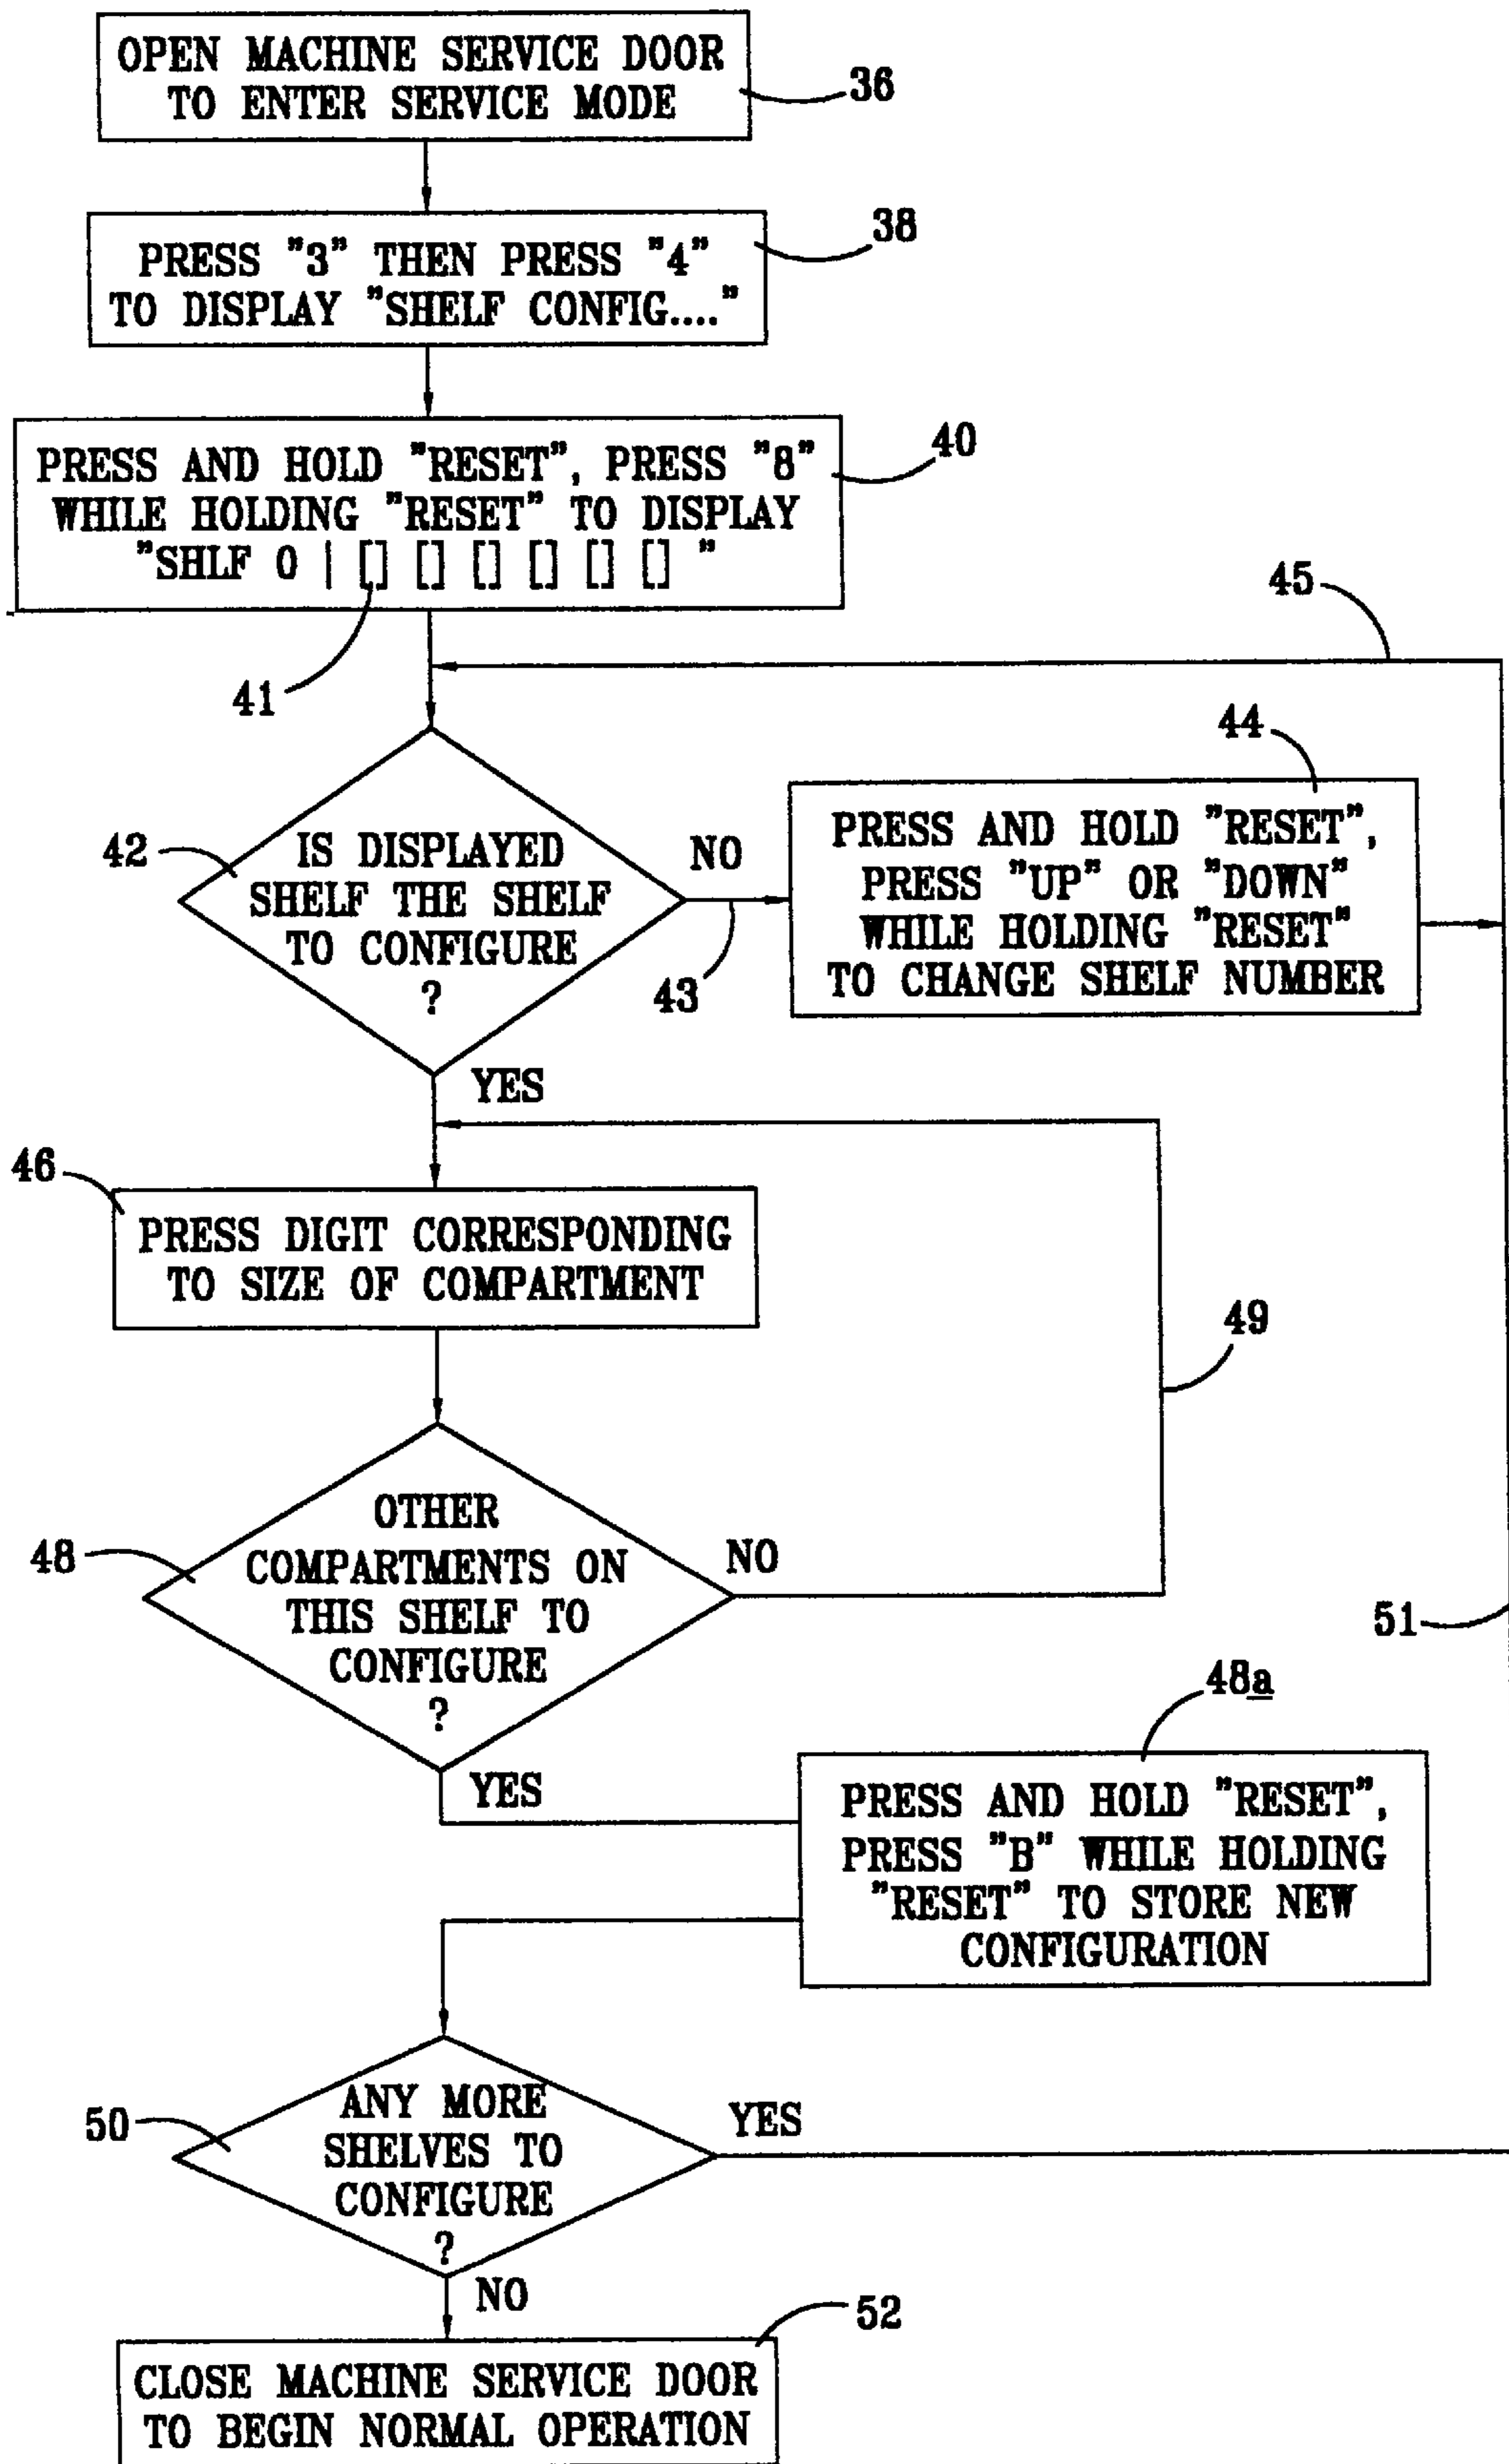 OPEN MACHINE SERVICE DOOR
TO ENTER SERVICE MODE
36
PRESS "3" THEN PRESS "4"
TO DISPLAY "SHELF CONFIG...."
38
PRESS AND HOLD "RESET", PRESS "8"
WHILE HOLDING "RESET" TO DISPLAY
"SHLF 0 | [] [] [] [] [] [] "
40
41
45
42
IS DISPLAYED
SHELF THE SHELF
TO CONFIGURE
?
NO
43
44
PRESS AND HOLD "RESET",
PRESS "UP" OR "DOWN"
WHILE HOLDING "RESET"
TO CHANGE SHELF NUMBER
YES
46
PRESS DIGIT CORRESPONDING
TO SIZE OF COMPARTMENT
49
48
OTHER
COMPARTMENTS ON
THIS SHELF TO
CONFIGURE
?
NO
51
YES
48a
PRESS AND HOLD "RESET",
PRESS "B" WHILE HOLDING
"RESET" TO STORE NEW
CONFIGURATION
50
ANY MORE
SHELVES TO
CONFIGURE
?
YES
NO
52
CLOSE MACHINE SERVICE DOOR
TO BEGIN NORMAL OPERATION